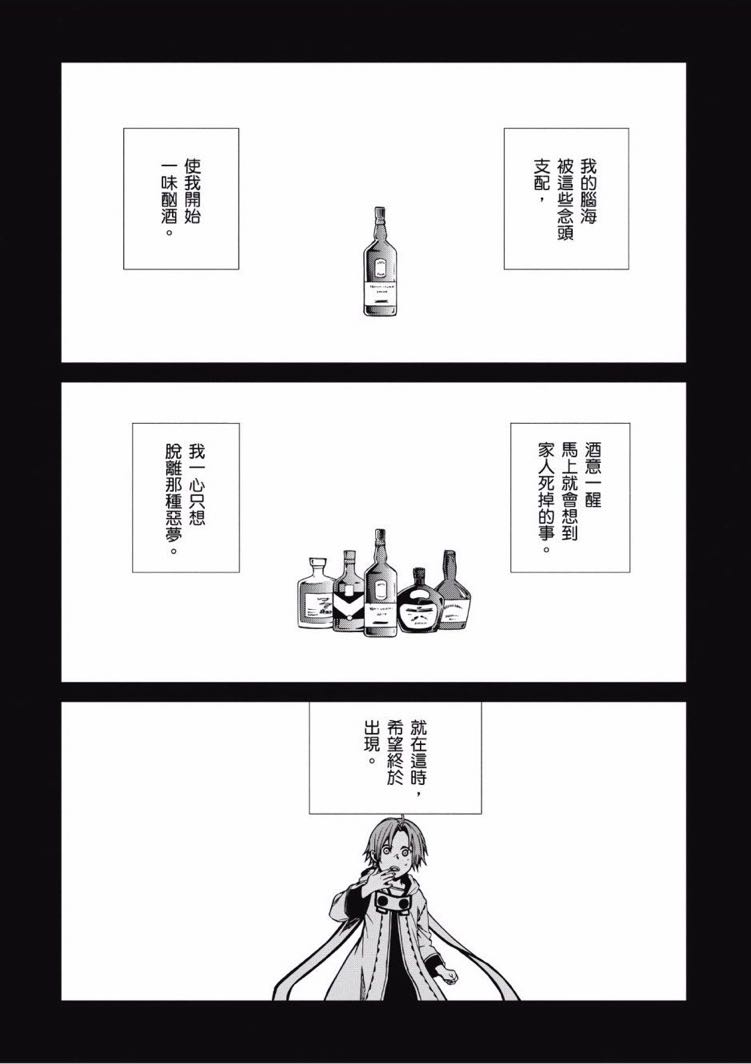 我的腦海
被這些念頭
支配，
使我開始
一味酗酒。
酒意一醒
馬上就會想到
家人死掉的事。
我一心只想
脫離那種惡夢。
就在這時，
希望終於
出現。